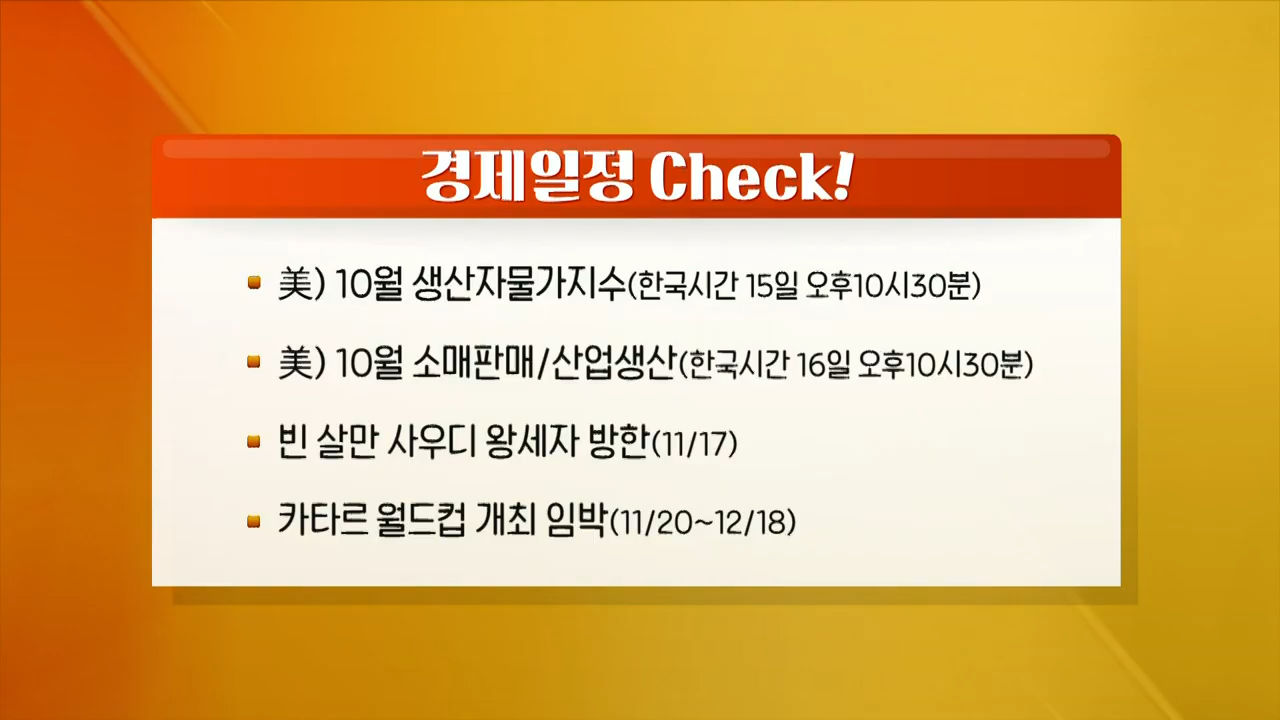 경제일정 Check!
美) 10월 생산자물가지수(한국시간 15일 오후10시30분)
美) 10월 소매판매/산업생산(한국시간 16일 오후10시30분)
빈 살만 사우디 왕세자 방한(11/17)
카타르 월드컵 개최 임박(11/20~12/18)